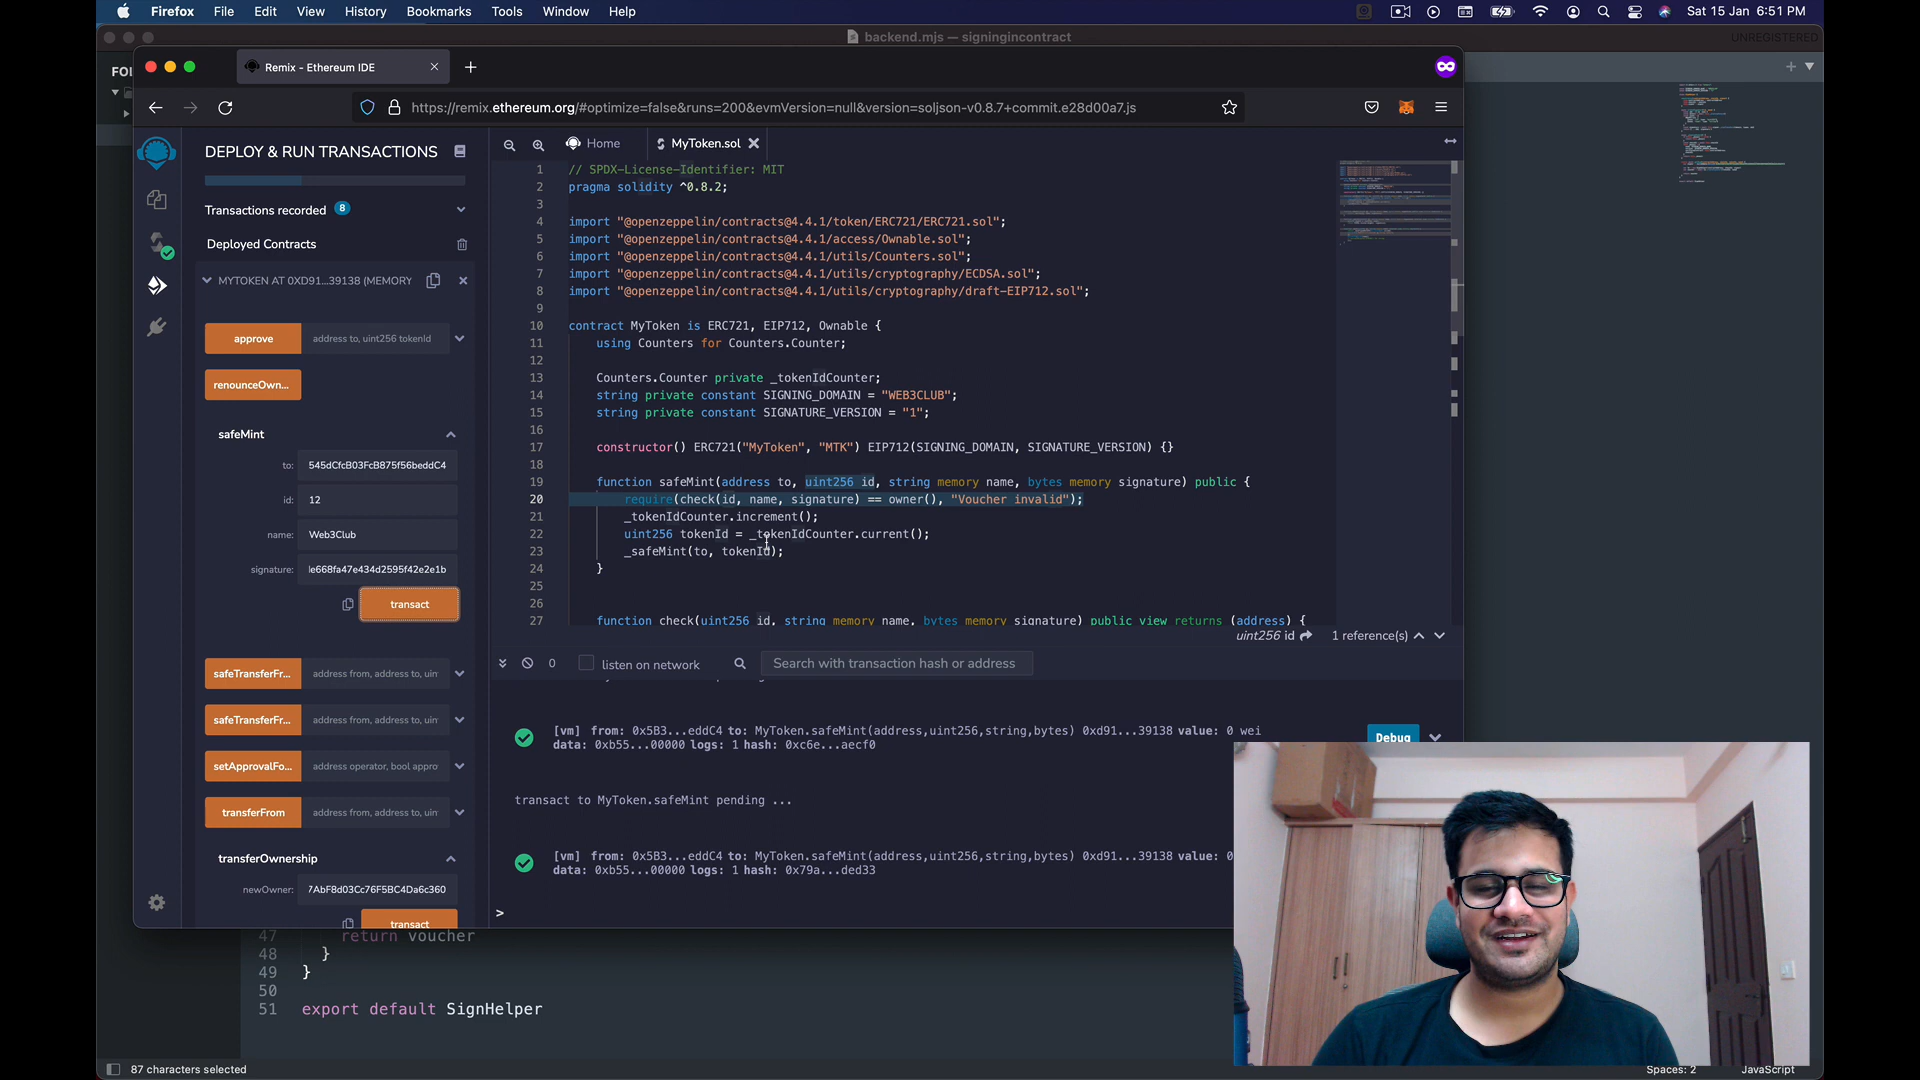 Firefox File Edit View History Bookmarks Tools Window Help Sat 15 Jan 6:51 PM
backend.mjs — signingincontract UNREGISTERED
FOL
Remix - Ethereum IDE
https://remix.ethereum.org/#optimize=false&runs=200&evmVersion=null&version=soljson-v0.8.7+commit.e28d00a7.js
DEPLOY & RUN TRANSACTIONS
Transactions recorded 8
Deployed Contracts
MYTOKEN AT 0XD91...39138 (MEMORY
approve address to, uint256 tokenId
renounceOwn...
safeMint
to: 545dCfcB03FcB875f56beddC4
id: 12
name: Web3Club
signature: le668fa47e434d2595f42e2e1b
transact
safeTransferFr... address from, address to, uin
safeTransferFr... address from, address to, uin
setApprovalFo... address operator, bool appro
transferFrom address from, address to, uin
transferOwnership
newOwner: 7AbF8d03Cc76F5BC4Da6c360
transact
Home MyToken.sol
1 // SPDX-License-Identifier: MIT
2 pragma solidity ^0.8.2;
3
4 import "@openzeppelin/contracts@4.4.1/token/ERC721/ERC721.sol";
5 import "@openzeppelin/contracts@4.4.1/access/Ownable.sol";
6 import "@openzeppelin/contracts@4.4.1/utils/Counters.sol";
7 import "@openzeppelin/contracts@4.4.1/utils/cryptography/ECDSA.sol";
8 import "@openzeppelin/contracts@4.4.1/utils/cryptography/draft-EIP712.sol";
9
10 contract MyToken is ERC721, EIP712, Ownable {
11 using Counters for Counters.Counter;
12
13 Counters.Counter private _tokenIdCounter;
14 string private constant SIGNING_DOMAIN = "WEB3CLUB";
15 string private constant SIGNATURE_VERSION = "1";
16
17 constructor() ERC721("MyToken", "MTK") EIP712(SIGNING_DOMAIN, SIGNATURE_VERSION) {}
18
19 function safeMint(address to, uint256 id, string memory name, bytes memory signature) public {
20 require(check(id, name, signature) == owner(), "Voucher invalid");
21 _tokenIdCounter.increment();
22 uint256 tokenId = _tokenIdCounter.current();
23 _safeMint(to, tokenId);
24 }
25
26
27 function check(uint256 id, string memory name, bytes memory signature) public view returns (address) {
uint256 id 1 reference(s)
0 listen on network Search with transaction hash or address
[vm] from: 0x5B3...eddC4 to: MyToken.safeMint(address,uint256,string,bytes) 0xd91...39138 value: 0 wei
data: 0xb55...00000 logs: 1 hash: 0xc6e...aecf0
Debug
transact to MyToken.safeMint pending ...
[vm] from: 0x5B3...eddC4 to: MyToken.safeMint(address,uint256,string,bytes) 0xd91...39138 value: 0
data: 0xb55...00000 logs: 1 hash: 0x79a...ded33
>
47 return voucher
48 }
49 }
50
51 export default SignHelper
87 characters selected Spaces: 2 JavaScript